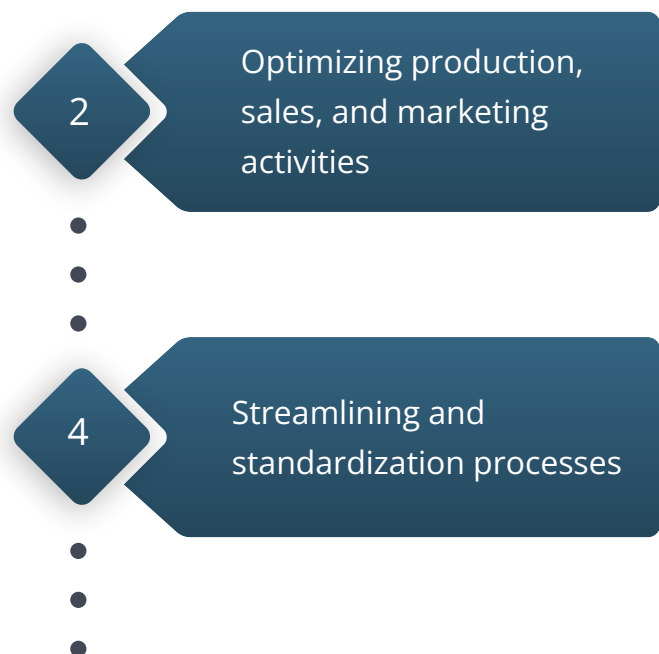 2
Optimizing production,
sales, and marketing
activities
4
Streamlining and
standardization processes